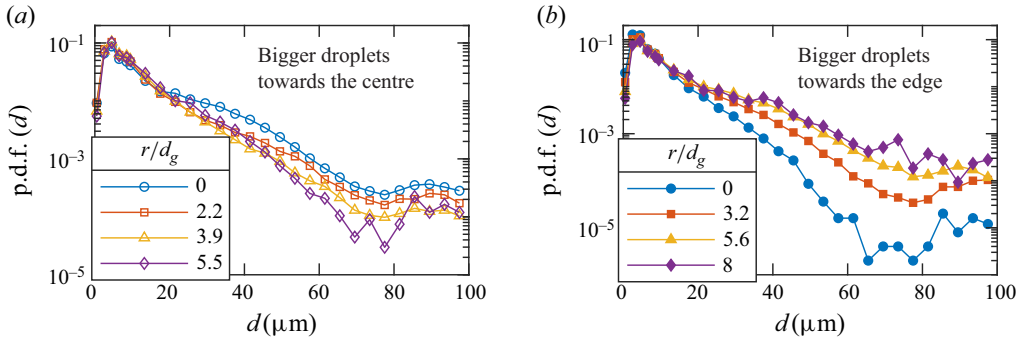 (a)
Bigger droplets
towards the centre
p.d.f. (d)
10⁻¹
10⁻³
10⁻⁵
r/d_g
0
2.2
3.9
5.5
0 20 40 60 80 100
d (μm)
(b)
Bigger droplets
towards the edge
p.d.f. (d)
10⁻¹
10⁻³
10⁻⁵
r/d_g
0
3.2
5.6
8
0 20 40 60 80 100
d (μm)